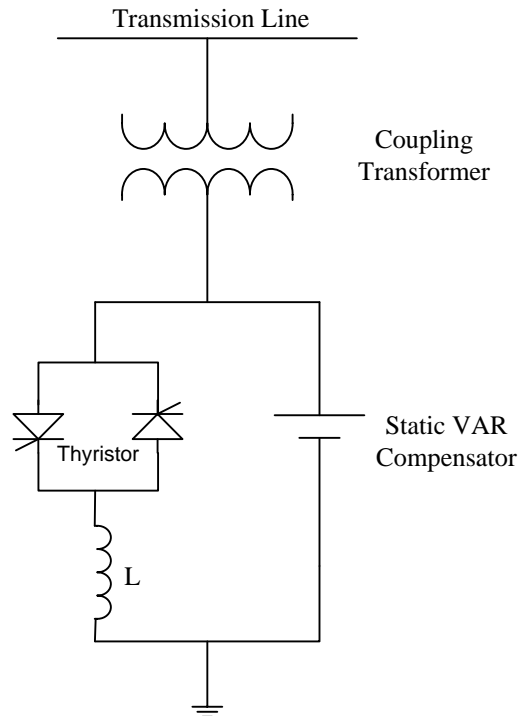 Transmission Line
Coupling
Transformer
Thyristor
Static VAR
Compensator
L